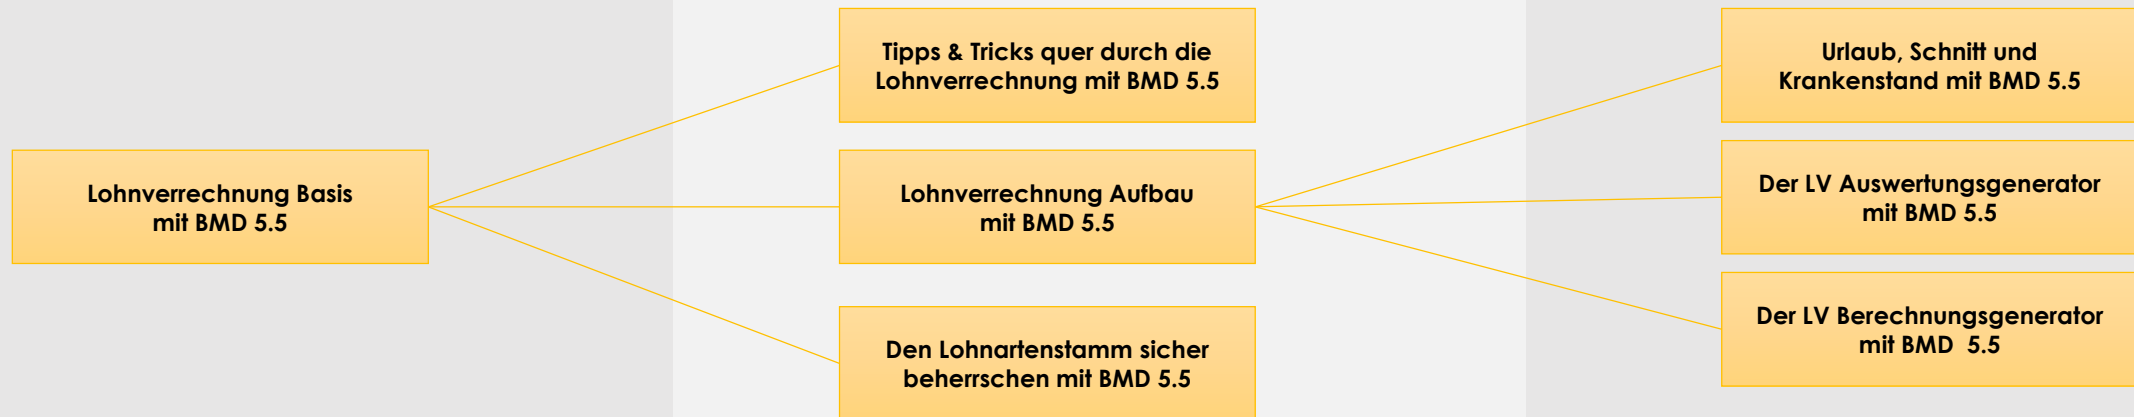 Lohnverrechnung Basis
mit BMD 5.5
Tipps & Tricks quer durch die
Lohnverrechnung mit BMD 5.5
Lohnverrechnung Aufbau
mit BMD 5.5
Den Lohnartenstamm sicher
beherrschen mit BMD 5.5
Urlaub, Schnitt und
Krankenstand mit BMD 5.5
Der LV Auswertungsgenerator
mit BMD 5.5
Der LV Berechnungsgenerator
mit BMD  5.5